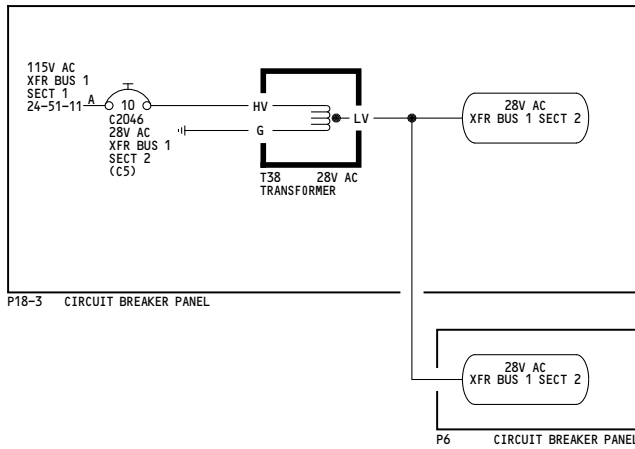 115V AC
XFR BUS 1
SECT 1
24-51-11 A
10
C2046
28V AC
XFR BUS 1
SECT 2
(C5)
HV
G
LV
T38 28V AC
TRANSFORMER
28V AC
XFR BUS 1 SECT 2
P18-3 CIRCUIT BREAKER PANEL
28V AC
XFR BUS 1 SECT 2
P6 CIRCUIT BREAKER PANEL